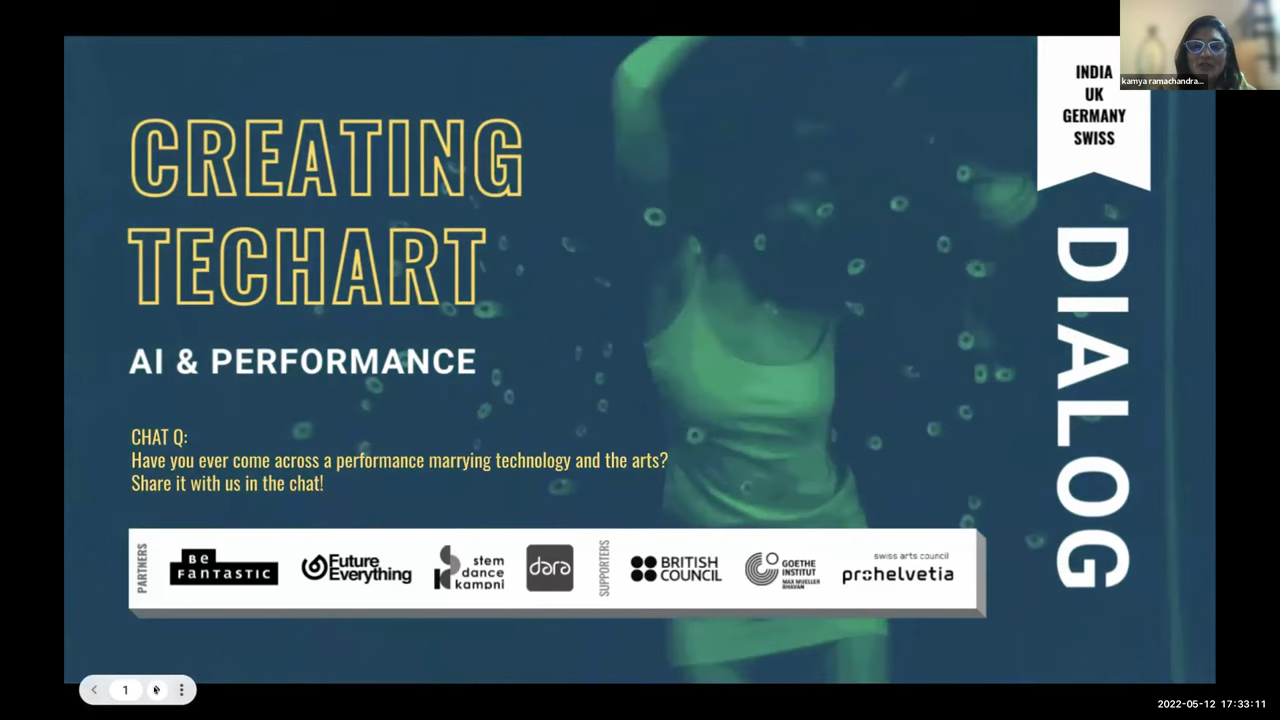 kamya ramachandra...
INDIA
UK
GERMANY
SWISS
CREATING
TECHART
AI & PERFORMANCE
DIALOG
CHAT Q:
Have you ever come across a performance marrying technology and the arts?
Share it with us in the chat!
PARTNERS
BE
FANTASTIC
Future
Everything
stem
dance
kampni
dara
SUPPORTERS
BRITISH
COUNCIL
GOETHE
INSTITUT
MAX MUELLER
BHAVAN
swiss arts council
prohelvetia
1
2022-05-12 17:33:11